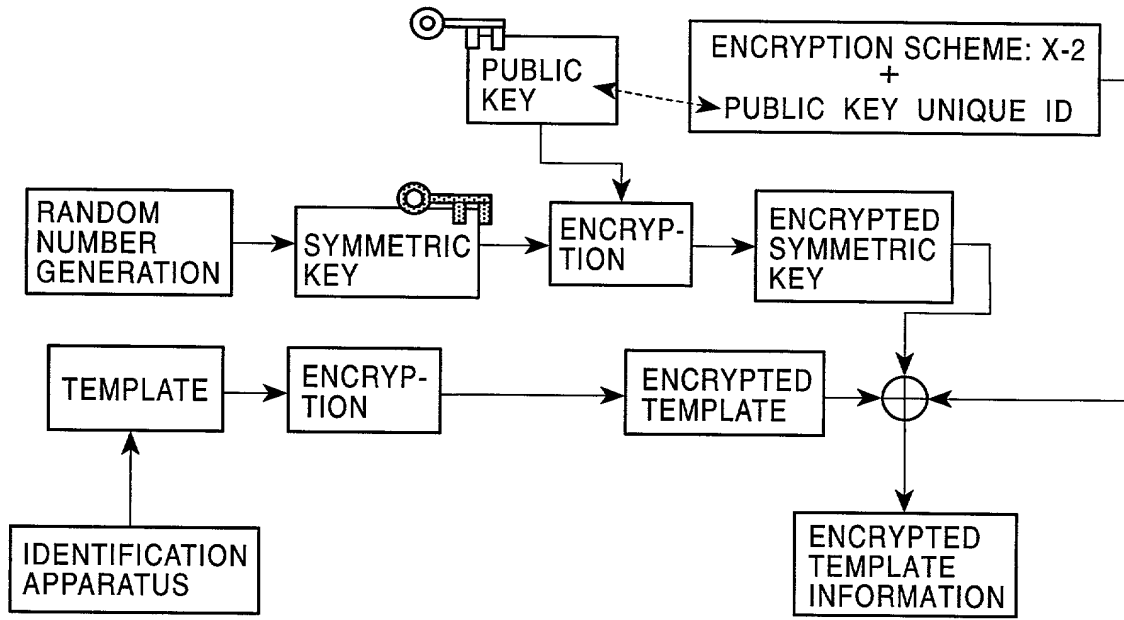 PUBLIC
KEY
ENCRYPTION SCHEME: X-2
+
PUBLIC KEY UNIQUE ID
RANDOM
NUMBER
GENERATION
SYMMETRIC
KEY
ENCRYP-
TION
ENCRYPTED
SYMMETRIC
KEY
TEMPLATE
ENCRYP-
TION
ENCRYPTED
TEMPLATE
IDENTIFICATION
APPARATUS
ENCRYPTED
TEMPLATE
INFORMATION